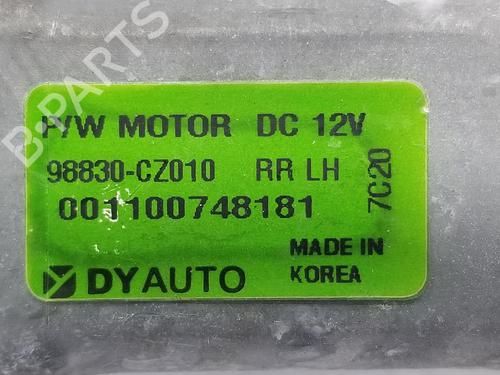 B-PARTS
P/W MOTOR DC 12V
98830-CZ010 RR LH
001100748181
7C20
MADE IN
KOREA
DYAUTO